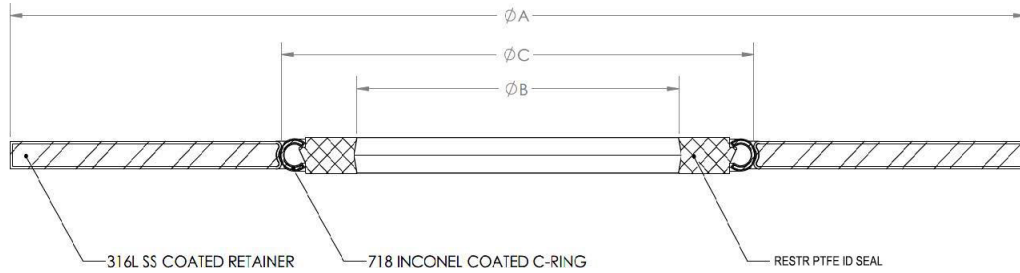 ØA
ØC
ØB
316L SS COATED RETAINER
718 INCONEL COATED C-RING
RESTR PTFE ID SEAL